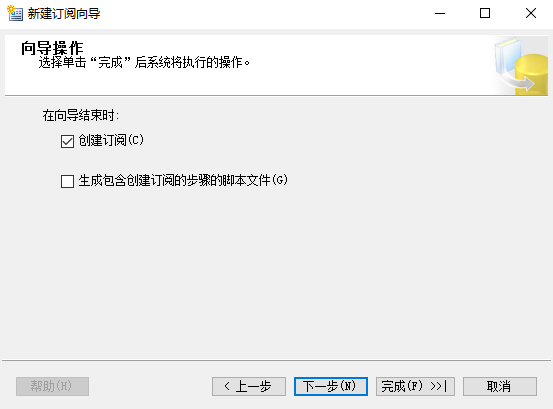 新建订阅向导
向导操作
选择单击“完成”后系统将执行的操作。
在向导结束时:
创建订阅(C)
生成包含创建订阅的步骤的脚本文件(G)
帮助(H)
< 上一步
下一步(N)
完成(F) >>|
取消